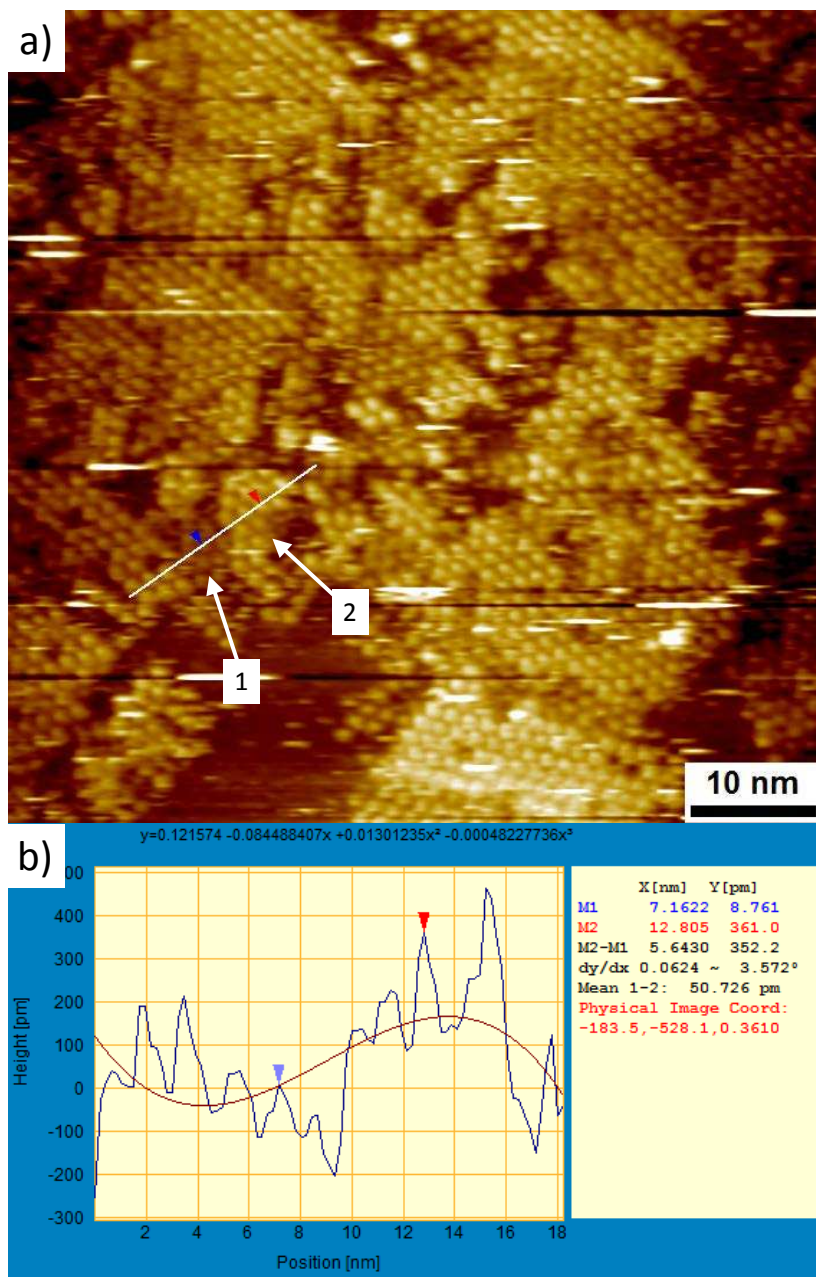 a)
1
2
10 nm
b)
y=0.121574 -0.084488407x +0.01301235x² -0.00048227736x³
500
400
300
200
100
0
-100
-200
-300
Height [pm]
2 4 6 8 10 12 14 16 18
Position [nm]
X[nm] Y[pm]
M1 7.1622 8.761
M2 12.805 361.0
M2-M1 5.6430 352.2
dy/dx 0.0624 ~ 3.572°
Mean 1-2: 50.726 pm
Physical Image Coord:
-183.5,-528.1,0.3610